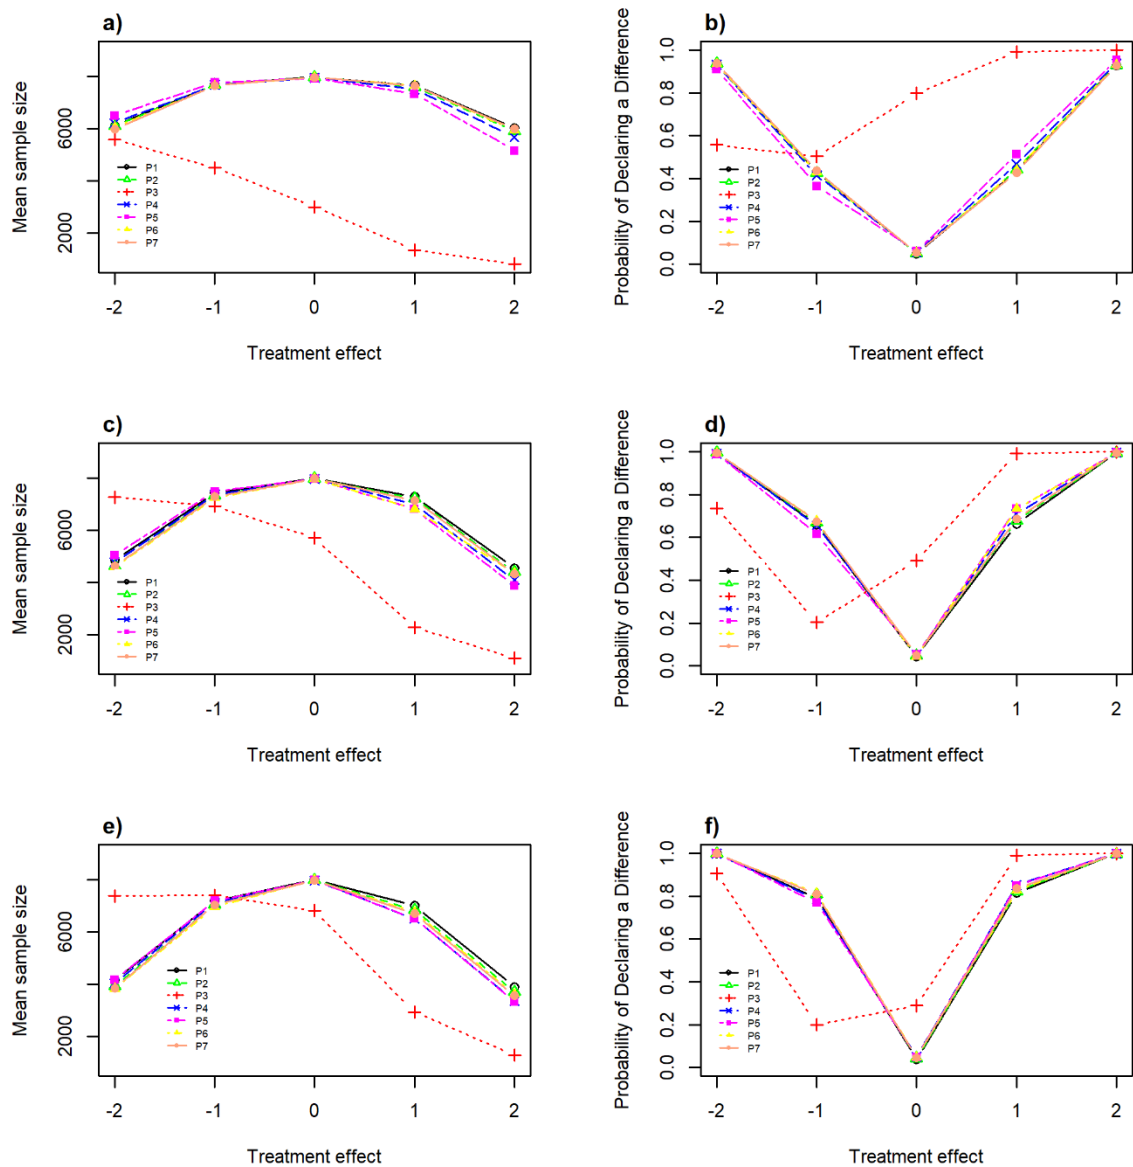 a)
Mean sample size
6000
2000
P1
P2
P3
P4
P5
P6
P7
-2 -1 0 1 2
Treatment effect
b)
Probability of Declaring a Difference
1.0
0.8
0.6
0.4
0.2
0.0
P1
P2
P3
P4
P5
P6
P7
-2 -1 0 1 2
Treatment effect
c)
Mean sample size
6000
2000
P1
P2
P3
P4
P5
P6
P7
-2 -1 0 1 2
Treatment effect
d)
Probability of Declaring a Difference
1.0
0.8
0.6
0.4
0.2
0.0
P1
P2
P3
P4
P5
P6
P7
-2 -1 0 1 2
Treatment effect
e)
Mean sample size
6000
2000
P1
P2
P3
P4
P5
P6
P7
-2 -1 0 1 2
Treatment effect
f)
Probability of Declaring a Difference
1.0
0.8
0.6
0.4
0.2
0.0
P1
P2
P3
P4
P5
P6
P7
-2 -1 0 1 2
Treatment effect